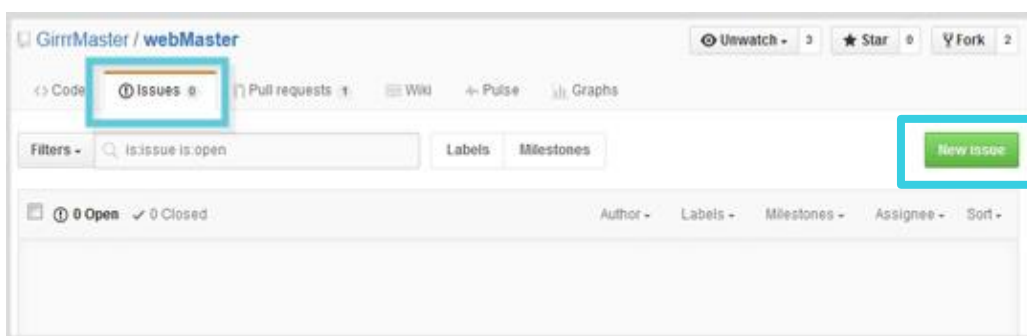 GirrrMaster / webMaster Unwatch 3 Star 0 Fork 2
Code Issues 0 Pull requests 1 Wiki Pulse Graphs
Filters is:issue is:open Labels Milestones New issue
0 Open 0 Closed Author Labels Milestones Assignee Sort